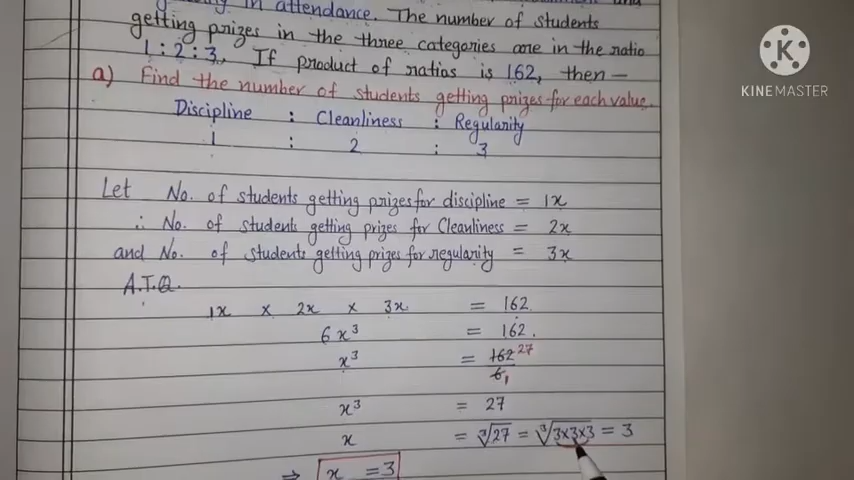 in attendance. The number of students
getting prizes in the three categories are in the ratio
1 : 2 : 3. If product of ratios is 162, then —
a) Find the number of students getting prizes for each value.
Discipline : Cleanliness : Regularity
1 : 2 : 3
Let No. of students getting prizes for discipline = 1x
∴ No. of students getting prizes for Cleanliness = 2x
and No. of students getting prizes for regularity = 3x
A.T.Q.
1x × 2x × 3x = 162
6x³ = 162.
x³ = 162/6 27 1
x³ = 27
x = ∛27 = ∛3×3×3 = 3
⇒ x = 3
K
KINEMASTER